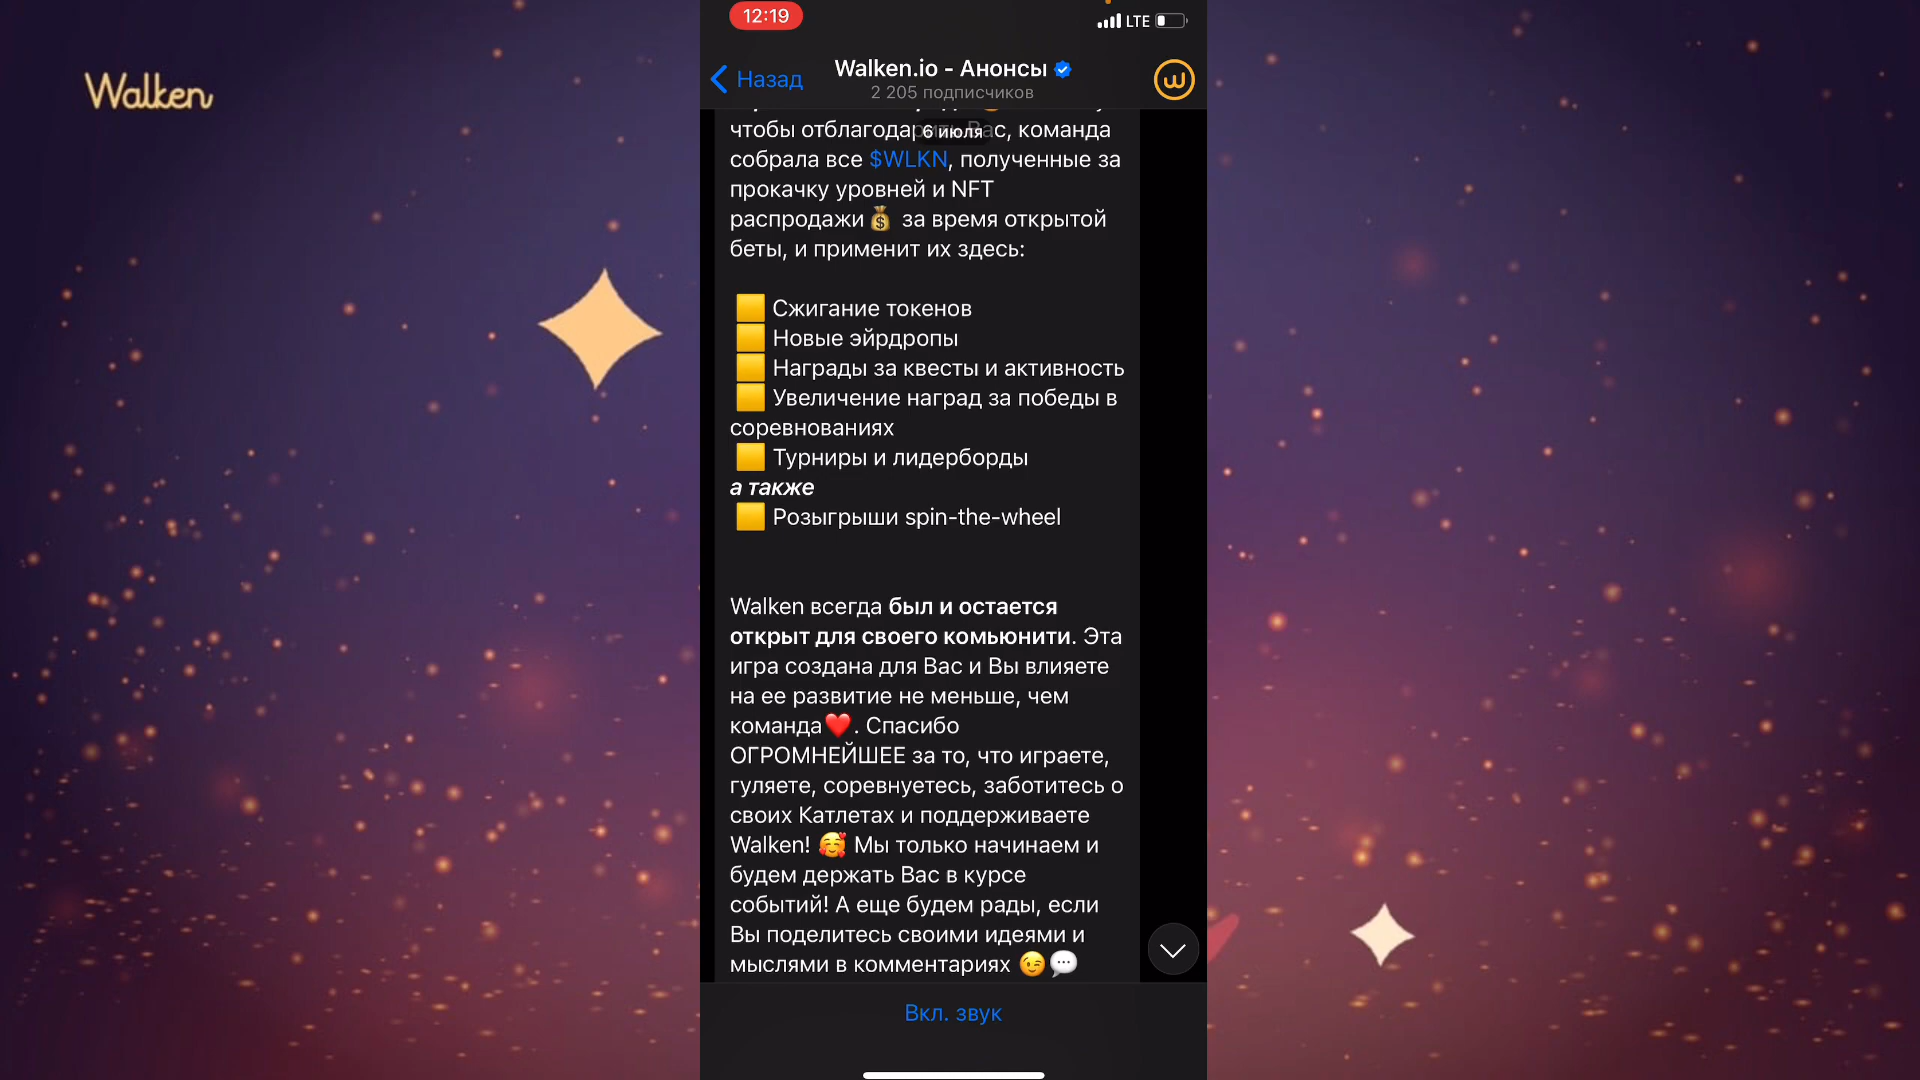 Walken
12:19
LTE
Назад
Walken.io - Анонсы
2 205 подписчиков
6 июля
чтобы отблагодарить Вас, команда
собрала все $WLKN, полученные за
прокачку уровней и NFT
распродажи💰 за время открытой
беты, и применит их здесь:
🟨 Сжигание токенов
🟨 Новые эйрдропы
🟨 Награды за квесты и активность
🟨 Увеличение наград за победы в
соревнованиях
🟨 Турниры и лидерборды
а также
🟨 Розыгрыши spin-the-wheel
Walken всегда был и остается
открыт для своего комьюнити. Эта
игра создана для Вас и Вы влияете
на ее развитие не меньше, чем
команда❤️. Спасибо
ОГРОМНЕЙШЕЕ за то, что играете,
гуляете, соревнуетесь, заботитесь о
своих Катлетах и поддерживаете
Walken! 🥰 Мы только начинаем и
будем держать Вас в курсе
событий! А еще будем рады, если
Вы поделитесь своими идеями и
мыслями в комментариях 😉💬
Вкл. звук